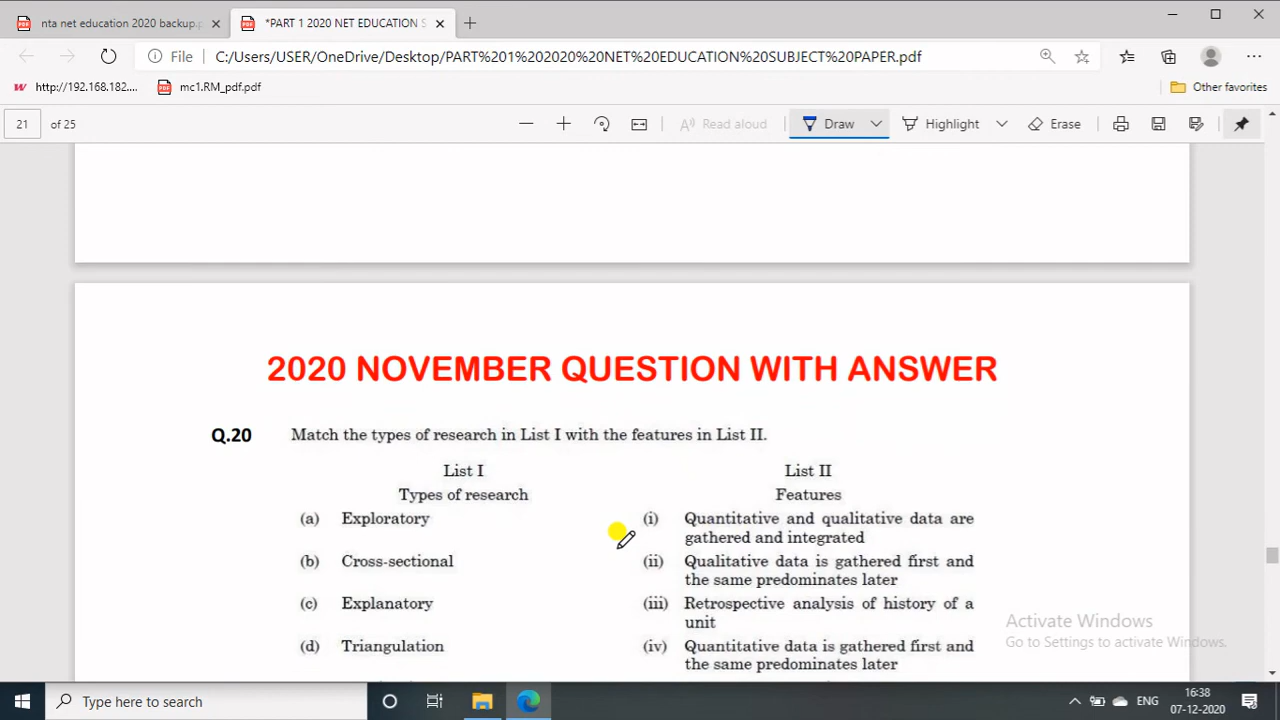 nta net education 2020 backup.p
*PART 1 2020 NET EDUCATION S
File C:/Users/USER/OneDrive/Desktop/PART%201%202020%20NET%20EDUCATION%20SUBJECT%20PAPER.pdf
http://192.168.182....
mc1.RM_pdf.pdf
Other favorites
21 of 25
Read aloud
Draw
Highlight
Erase
2020 NOVEMBER QUESTION WITH ANSWER
Q.20 Match the types of research in List I with the features in List II.
List I List II
Types of research Features
(a) Exploratory (i) Quantitative and qualitative data are
gathered and integrated
(b) Cross-sectional (ii) Qualitative data is gathered first and
the same predominates later
(c) Explanatory (iii) Retrospective analysis of history of a
unit
(d) Triangulation (iv) Quantitative data is gathered first and
the same predominates later
Activate Windows
Go to Settings to activate Windows.
Type here to search
ENG
16:38
07-12-2020